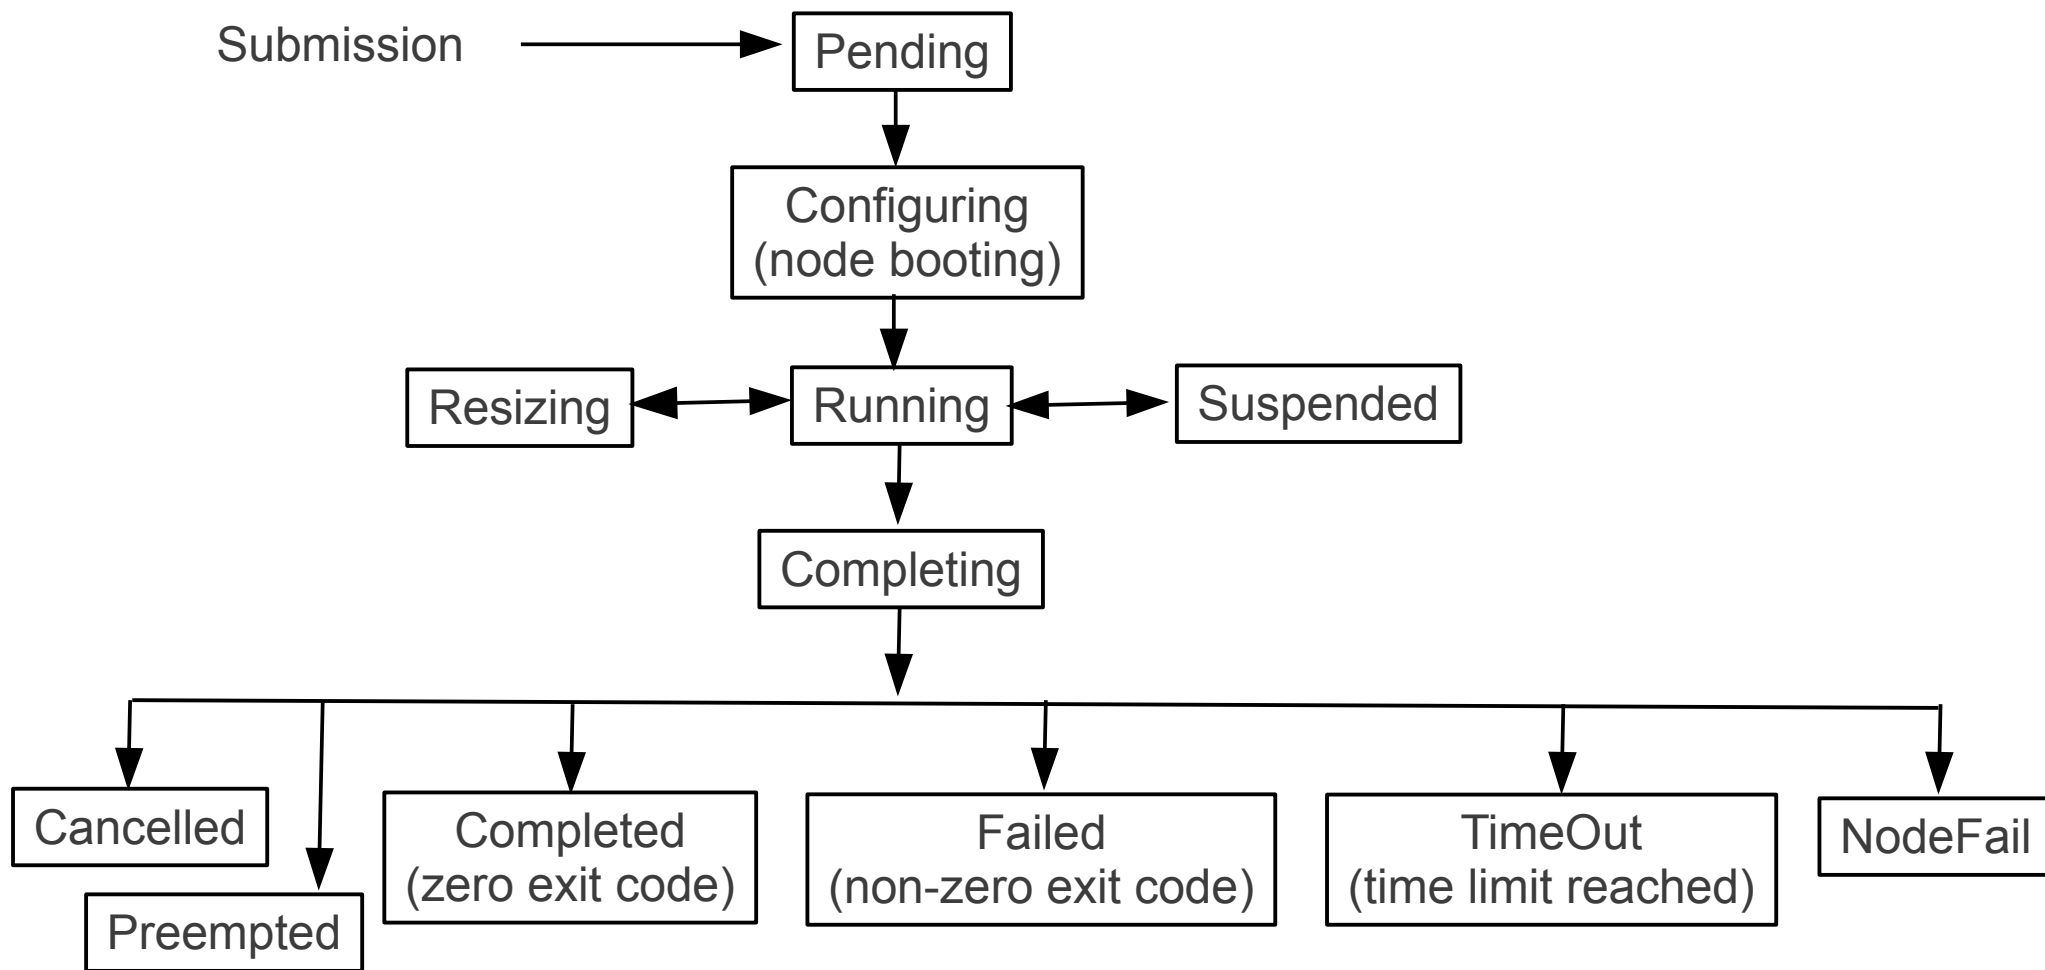 Submission
Pending
Configuring
(node booting)
Resizing
Running
Suspended
Completing
Cancelled
Preempted
Completed
(zero exit code)
Failed
(non-zero exit code)
TimeOut
(time limit reached)
NodeFail